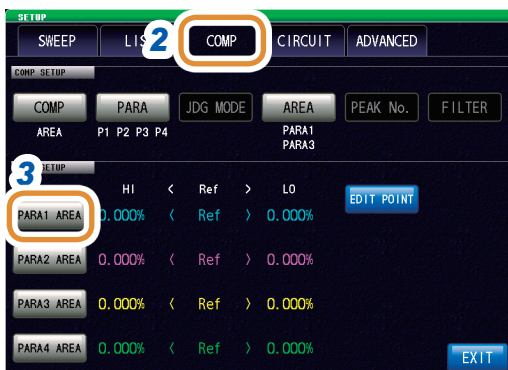 SETUP
SWEEP LIS 2 COMP CIRCUIT ADVANCED
COMP SETUP
COMP PARA JDG MODE AREA PEAK No. FILTER
AREA P1 P2 P3 P4 PARA1
PARA3
3 SETUP
HI < Ref > LO
EDIT POINT
PARA1 AREA 0.000% < Ref > 0.000%
PARA2 AREA 0.000% < Ref > 0.000%
PARA3 AREA 0.000% < Ref > 0.000%
PARA4 AREA 0.000% < Ref > 0.000%
EXIT